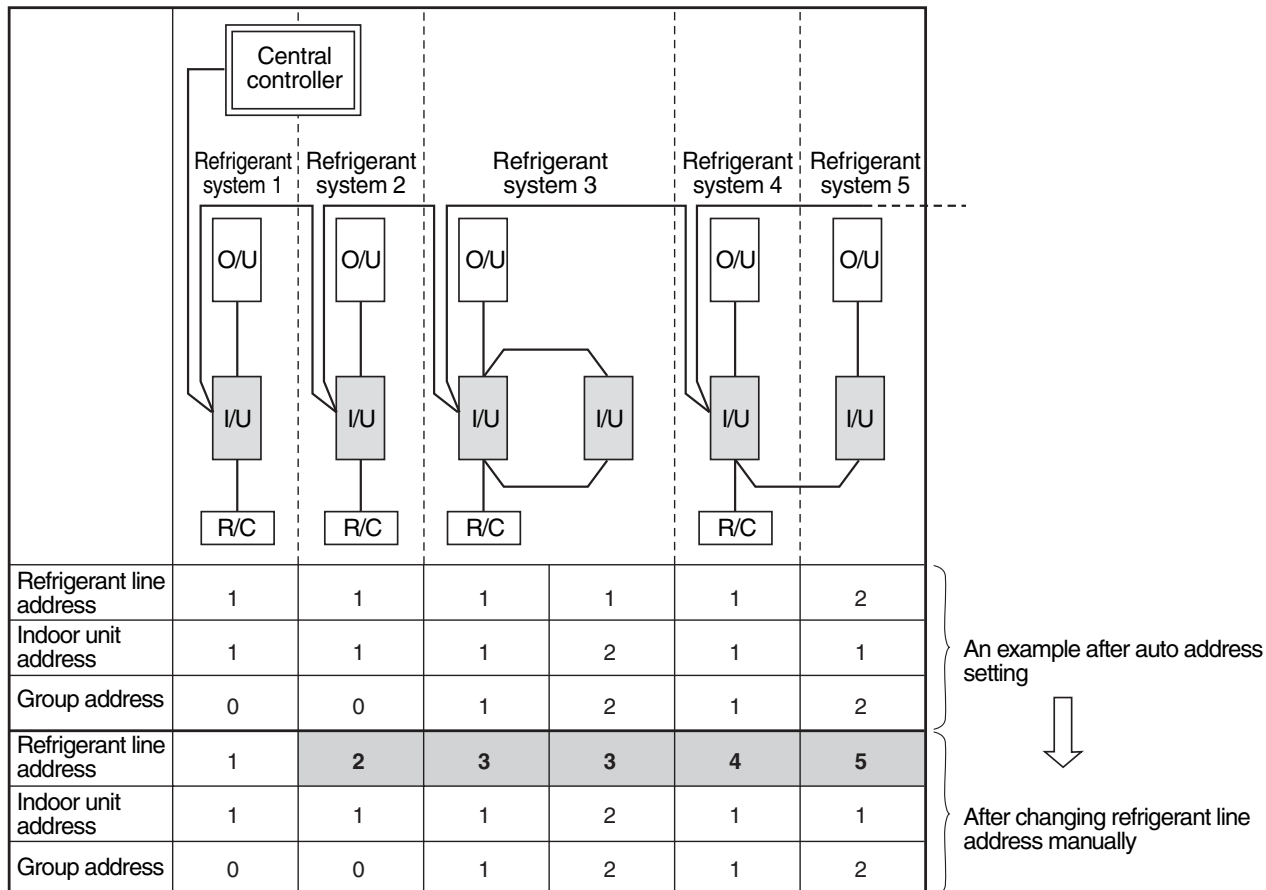 Central
controller
Refrigerant
system 1
Refrigerant
system 2
Refrigerant
system 3
Refrigerant
system 4
Refrigerant
system 5
O/U
O/U
O/U
O/U
O/U
I/U
I/U
I/U
I/U
I/U
I/U
R/C
R/C
R/C
R/C
Refrigerant line
address
1 1 1 1 1 2
Indoor unit
address
1 1 1 2 1 1
Group address
0 0 1 2 1 2
An example after auto address
setting
Refrigerant line
address
1 2 3 3 4 5
Indoor unit
address
1 1 1 2 1 1
Group address
0 0 1 2 1 2
After changing refrigerant line
address manually